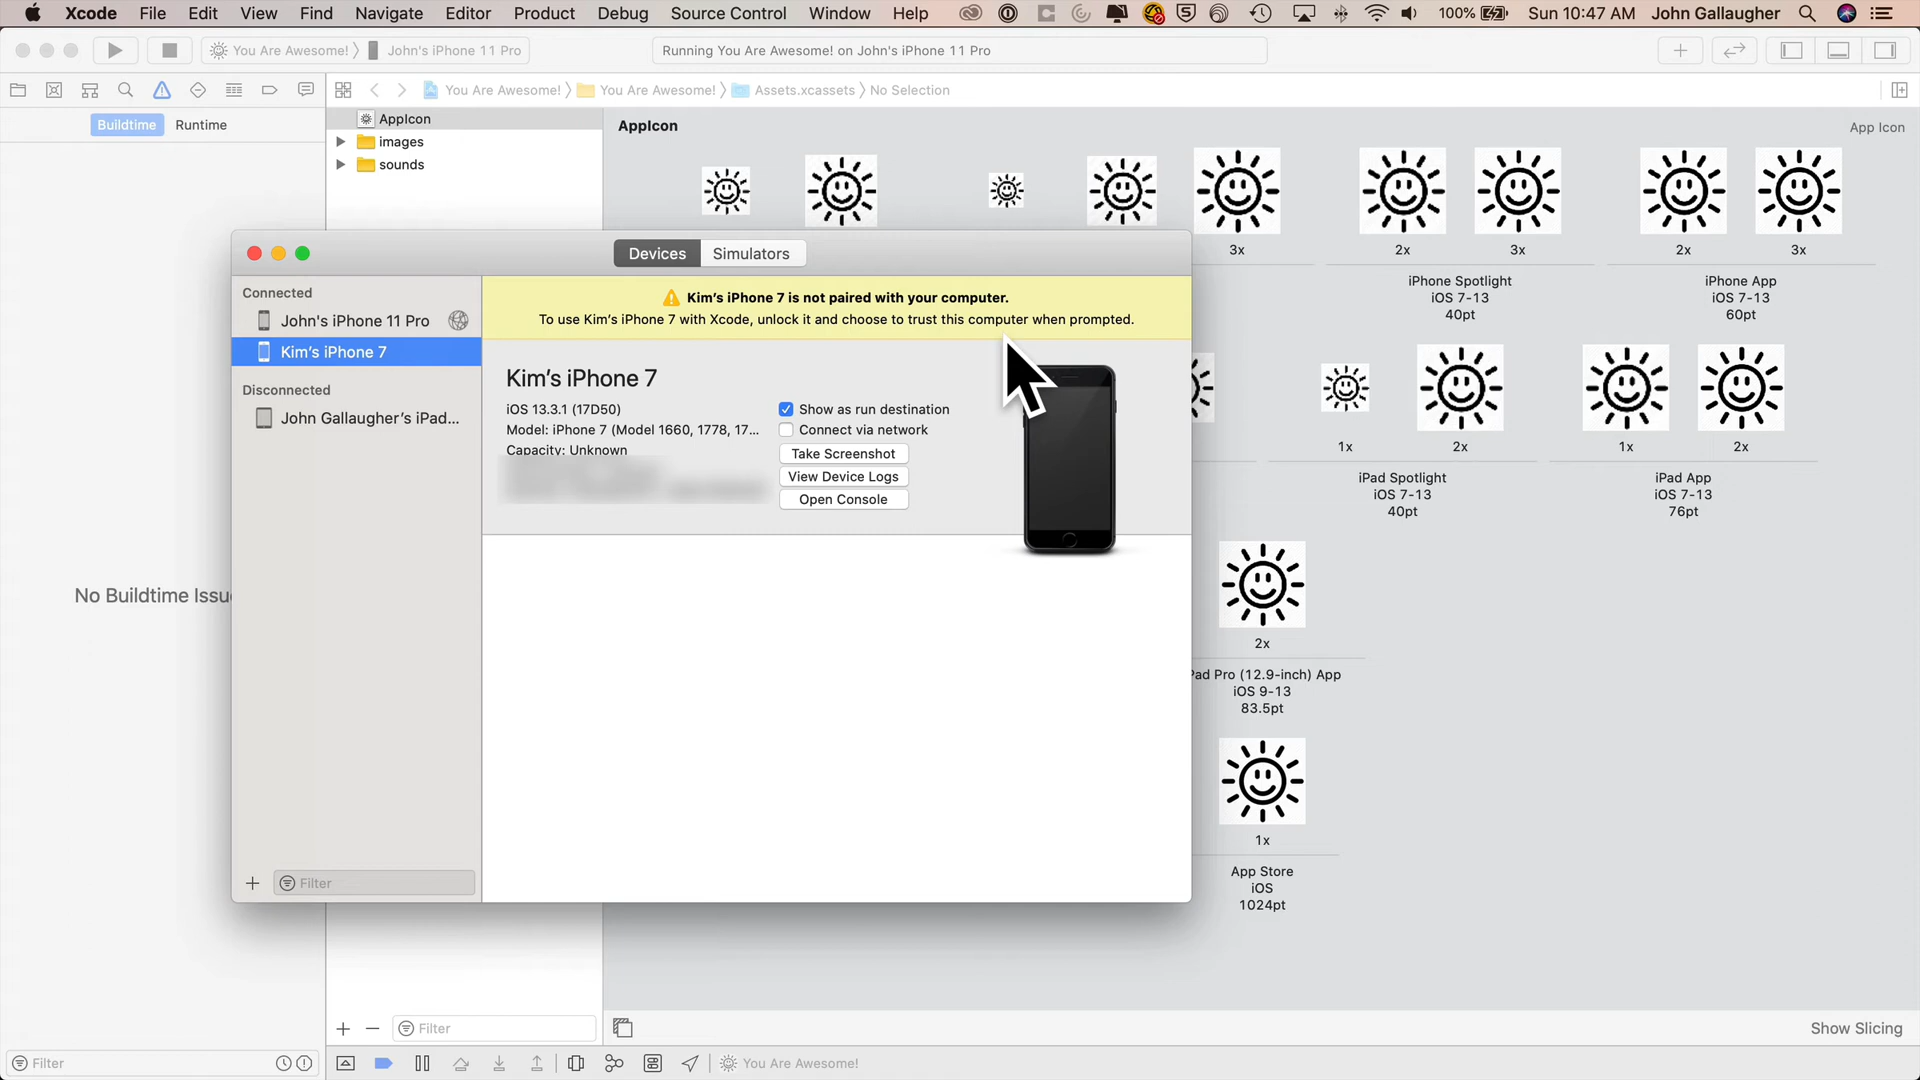 Xcode File Edit View Find Navigate Editor Product Debug Source Control Window Help 100% Sun 10:47 AM John Gallaugher
You Are Awesome! John's iPhone 11 Pro Running You Are Awesome! on John's iPhone 11 Pro
You Are Awesome! You Are Awesome! Assets.xcassets No Selection
Buildtime Runtime
AppIcon
images
sounds
AppIcon App Icon
3x 2x 3x 2x 3x
iPhone Spotlight iPhone App
iOS 7-13 iOS 7-13
40pt 60pt
1x 2x 1x 2x
iPad Spotlight iPad App
iOS 7-13 iOS 7-13
40pt 76pt
2x
Pad Pro (12.9-inch) App
iOS 9-13
83.5pt
1x
App Store
iOS
1024pt
Devices Simulators
Connected
John's iPhone 11 Pro
Kim's iPhone 7
Disconnected
John Gallaugher's iPad...
Filter
Kim's iPhone 7 is not paired with your computer.
To use Kim's iPhone 7 with Xcode, unlock it and choose to trust this computer when prompted.
Kim's iPhone 7
iOS 13.3.1 (17D50)
Model: iPhone 7 (Model 1660, 1778, 17...
Capacity: Unknown
Show as run destination
Connect via network
Take Screenshot
View Device Logs
Open Console
No Buildtime Issu
Filter
Show Slicing
Filter
You Are Awesome!